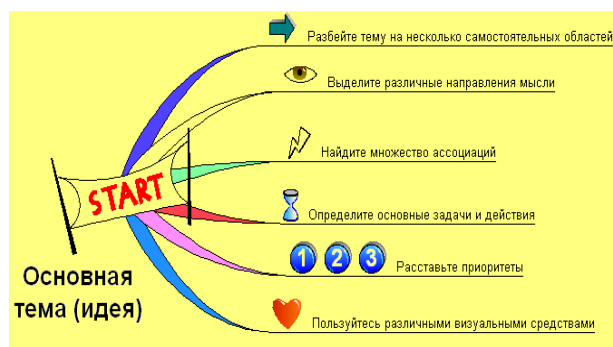 Разбейте тему на несколько самостоятельных областей
Выделите различные направления мысли
Найдите множество ассоциаций
START
Определите основные задачи и действия
1 2 3 Расставьте приоритеты
Основная
тема (идея)
Пользуйтесь различными визуальными средствами